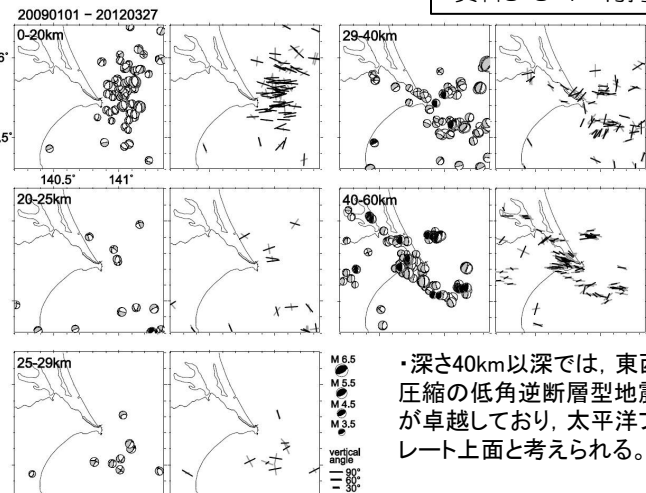 20090101 - 20120327
0-20km
29-40km
140.5° 141°
20-25km
40-60km
25-29km
M 6.5
M 5.5
M 4.5
M 3.5
vertical
angle
90°
60°
30°
・深さ40km以深では，東西
圧縮の低角逆断層型地震
が卓越しており，太平洋プ
レート上面と考えられる。